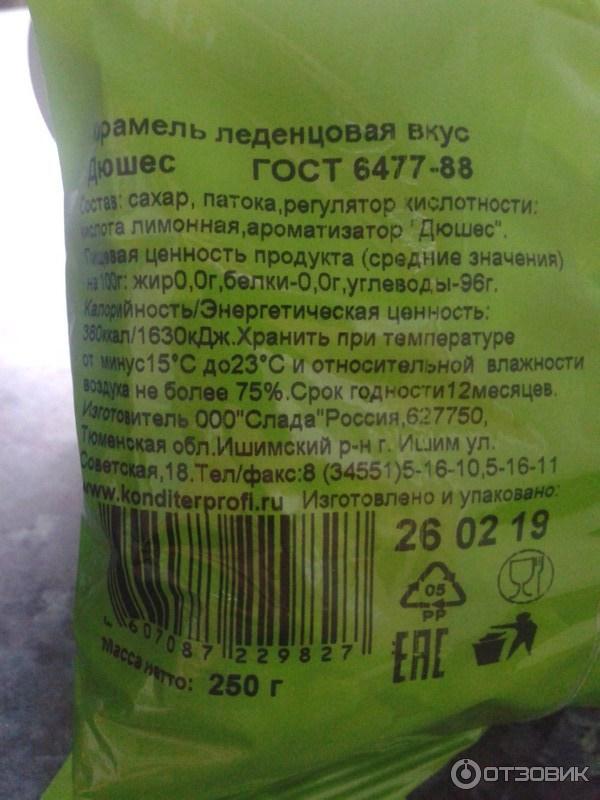 карамель леденцовая вкус
Дюшес ГОСТ 6477-88
Состав: сахар, патока,регулятор кислотности:
кислота лимонная,ароматизатор "Дюшес".
Пищевая ценность продукта (средние значения)
на 100г: жир0,0г,белки-0,0г,углеводы-96г.
Калорийность/Энергетическая ценность:
380ккал/1630кДж.Хранить при температуре
от минус15°С до23°С и относительной влажности
воздуха не более 75%.Срок годности12месяцев.
Изготовитель ООО"Слада"Россия,627750,
Тюменская обл.Ишимский р-н г. Ишим ул.
Советская,18.Тел/факс:8 (34551)5-16-10,5-16-11
www.konditerprofi.ru Изготовлено и упаковано:
26 02 19
05
PP
4 607087 229827
EAC
Масса нетто: 250 г
ОТЗОВИК